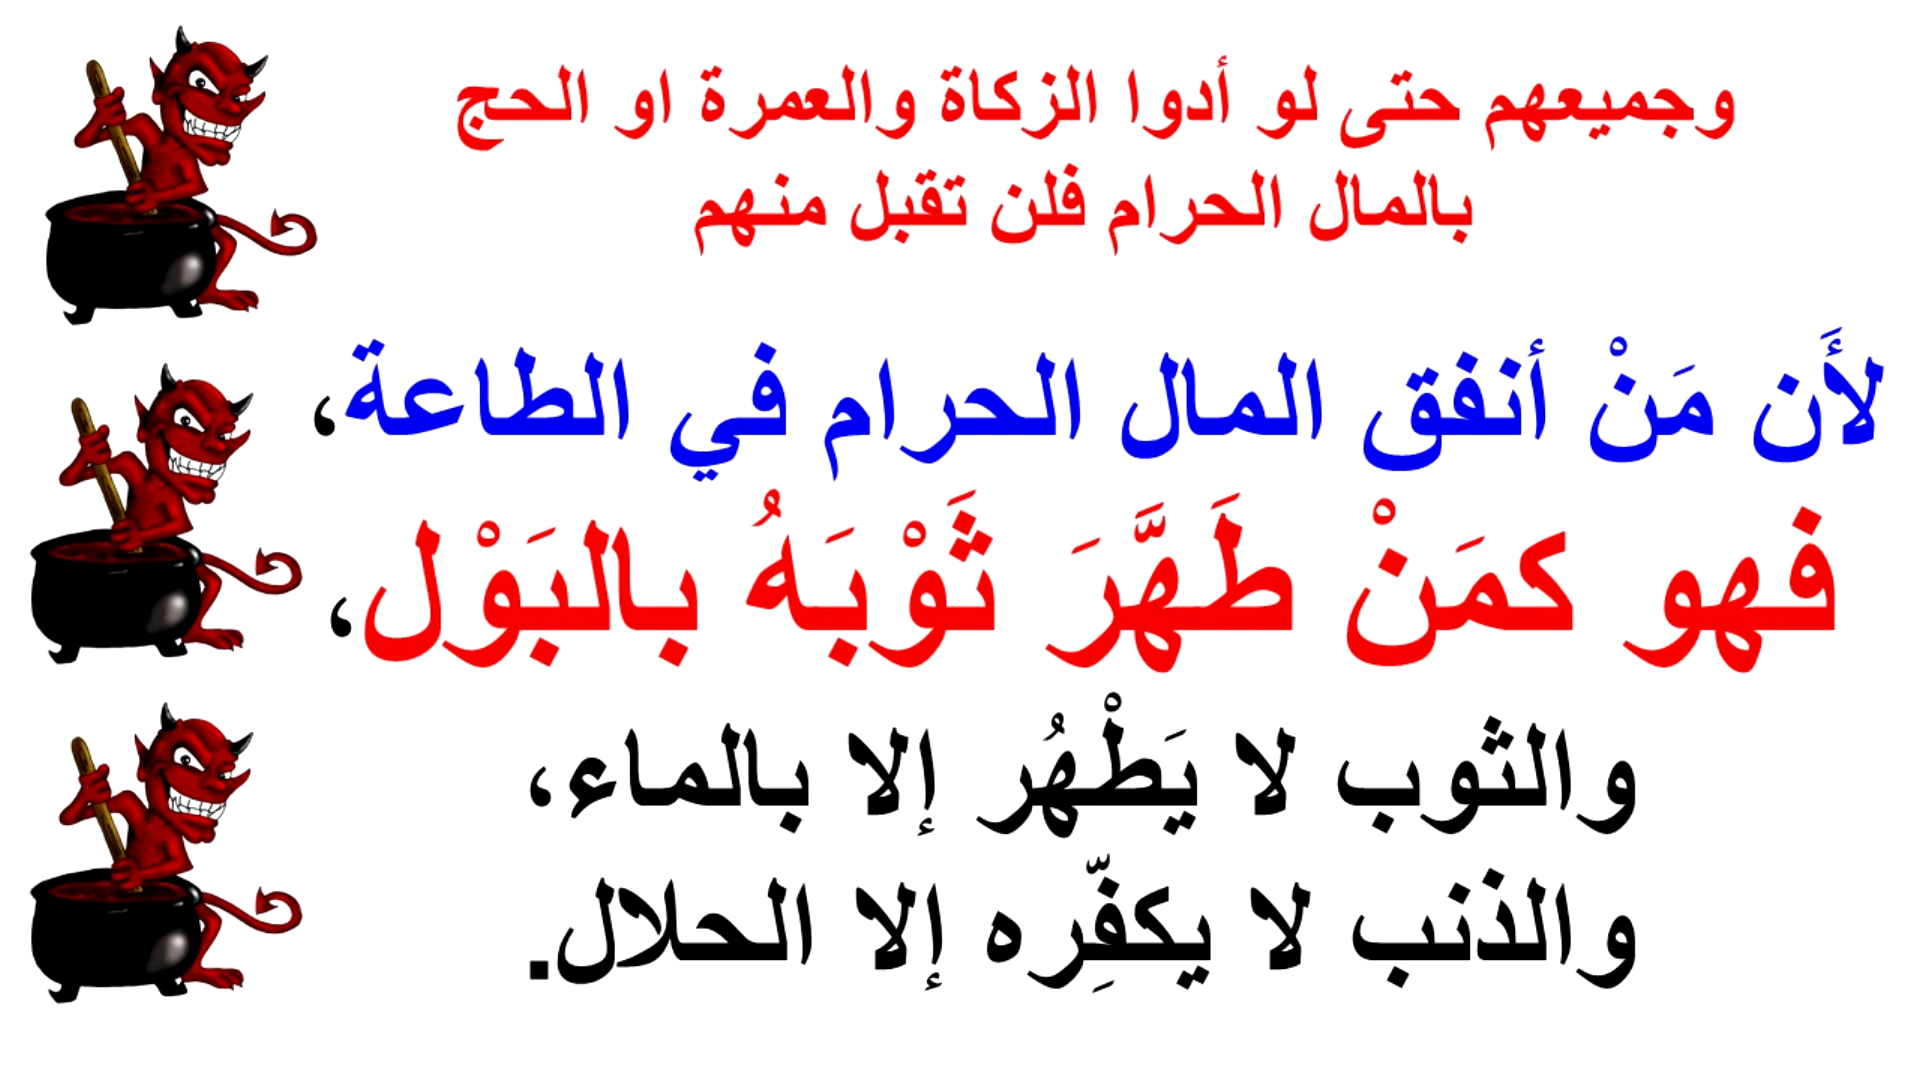 وجميعهم حتى لو أدوا الزكاة والعمرة او الحج
بالمال الحرام فلن تقبل منهم
لأَن مَنْ أنفق المال الحرام في الطاعة،
فهو كمَنْ طَهَّرَ ثَوْبَهُ بالبَوْل،
والثوب لا يَطْهُر إلا بالماء،
والذنب لا يكفِّره إلا الحلال.